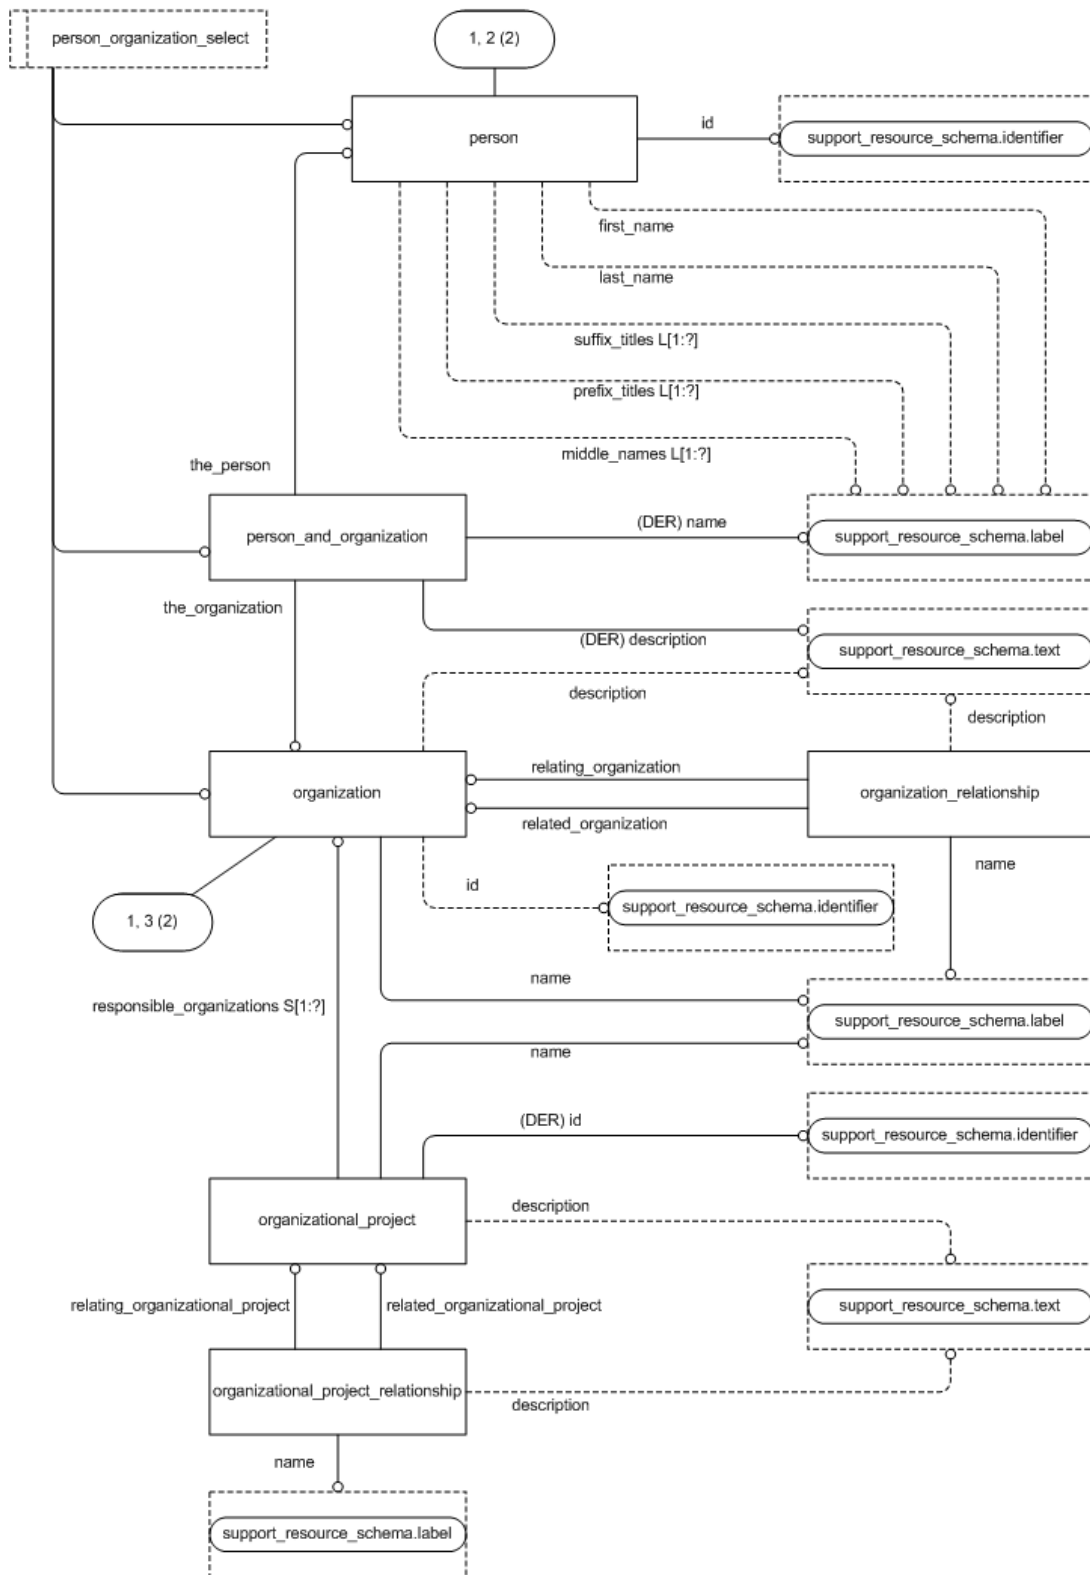 person_organization_select
1, 2 (2)
person
id
support_resource_schema.identifier
first_name
last_name
suffix_titles L[1:?]
prefix_titles L[1:?]
middle_names L[1:?]
the_person
person_and_organization
(DER) name
support_resource_schema.label
the_organization
(DER) description
support_resource_schema.text
description
description
organization
relating_organization
related_organization
organization_relationship
name
id
support_resource_schema.identifier
1, 3 (2)
name
responsible_organizations S[1:?]
support_resource_schema.label
name
(DER) id
support_resource_schema.identifier
organizational_project
description
relating_organizational_project
related_organizational_project
support_resource_schema.text
organizational_project_relationship
description
name
support_resource_schema.label